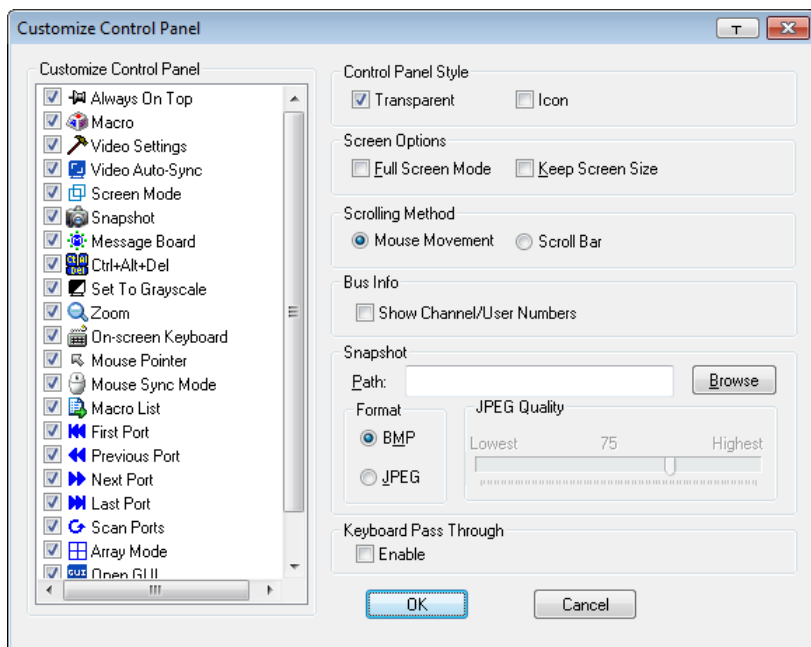 Customize Control Panel
Customize Control Panel
Always On Top
Macro
Video Settings
Video Auto-Sync
Screen Mode
Snapshot
Message Board
Ctrl+Alt+Del
Set To Grayscale
Zoom
On-screen Keyboard
Mouse Pointer
Mouse Sync Mode
Macro List
First Port
Previous Port
Next Port
Last Port
Scan Ports
Array Mode
GUI Open GUI
Control Panel Style
Transparent Icon
Screen Options
Full Screen Mode Keep Screen Size
Scrolling Method
Mouse Movement Scroll Bar
Bus Info
Show Channel/User Numbers
Snapshot
Path: Browse
Format
BMP
JPEG
JPEG Quality
Lowest 75 Highest
Keyboard Pass Through
Enable
OK Cancel